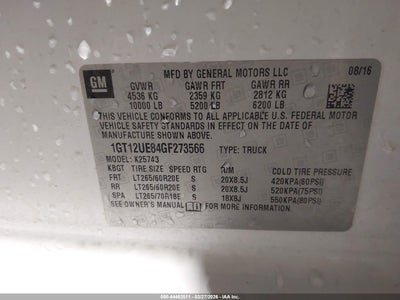 GM
MFD BY GENERAL MOTORS LLC 08/16
GVWR GAWR FRT GAWR RR
4536 KG 2359 KG 2812 KG
10000 LB 5200 LB 6200 LB
THIS VEHICLE CONFORMS TO ALL APPLICABLE U.S. FEDERAL MOTOR
VEHICLE SAFETY STANDARDS IN EFFECT ON THE DATE OF
MANUFACTURE SHOWN ABOVE.
1GT12UE84GF273566 TYPE: TRUCK
MODEL: K25743
KBGT TIRE SIZE SPEED RTG RIM COLD TIRE PRESSURE
FRT LT265/60R20E S 20X8.5J 420KPA(60PSI)
RR LT265/60R20E S 20X8.5J 520KPA(75PSI)
SPA LT265/70R18E S 18X8J 550KPA(80PSI)
SEE OWNER'S MANUAL FOR ADDITIONAL INFORMATION